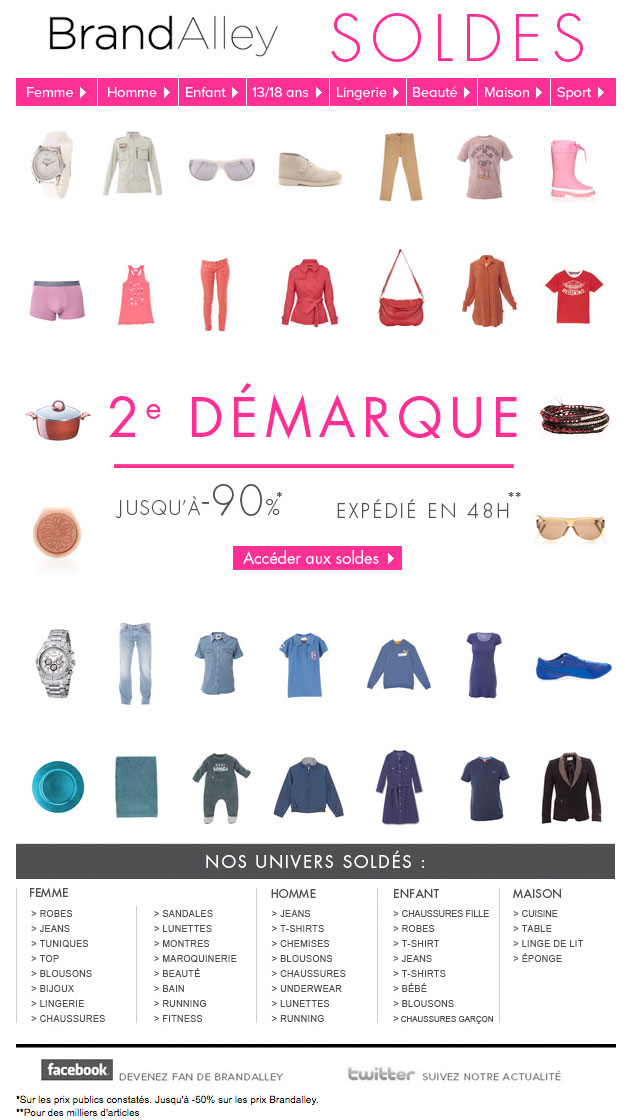 BrandAlley SOLDES
Femme Homme Enfant 13/18 ans Lingerie Beauté Maison Sport
2e DÉMARQUE
JUSQU'À -90%* EXPÉDIÉ EN 48H**
Accéder aux soldes
NOS UNIVERS SOLDÉS :
FEMME
> ROBES
> JEANS
> TUNIQUES
> TOP
> BLOUSONS
> BIJOUX
> LINGERIE
> CHAUSSURES
> SANDALES
> LUNETTES
> MONTRES
> MAROQUINERIE
> BEAUTÉ
> BAIN
> RUNNING
> FITNESS
HOMME
> JEANS
> T-SHIRTS
> CHEMISES
> BLOUSONS
> CHAUSSURES
> UNDERWEAR
> LUNETTES
> RUNNING
ENFANT
> CHAUSSURES FILLE
> ROBES
> T-SHIRT
> JEANS
> T-SHIRTS
> BÉBÉ
> BLOUSONS
> CHAUSSURES GARÇON
MAISON
> CUISINE
> TABLE
> LINGE DE LIT
> ÉPONGE
facebook DEVENEZ FAN DE BRANDALLEY
twitter SUIVEZ NOTRE ACTUALITÉ
*Sur les prix publics constatés. Jusqu'à -50% sur les prix Brandalley.
**Pour des milliers d'articles